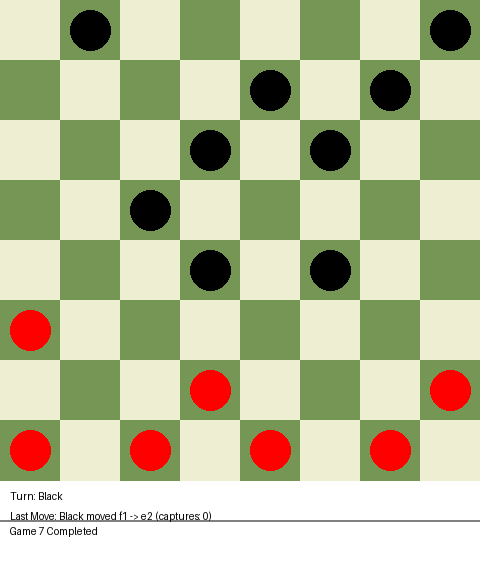 Turn: Black
Last Move: Black moved f1 -> e2 (captures: 0)
Game 7 Completed